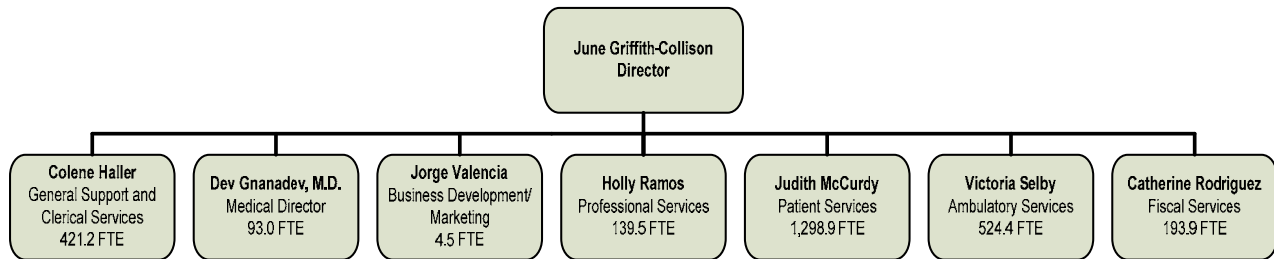 June Griffith-Collison
Director
Colene Haller
General Support and
Clerical Services
421.2 FTE
Dev Gnanadev, M.D.
Medical Director
93.0 FTE
Jorge Valencia
Business Development/
Marketing
4.5 FTE
Holly Ramos
Professional Services
139.5 FTE
Judith McCurdy
Patient Services
1,298.9 FTE
Victoria Selby
Ambulatory Services
524.4 FTE
Catherine Rodriguez
Fiscal Services
193.9 FTE